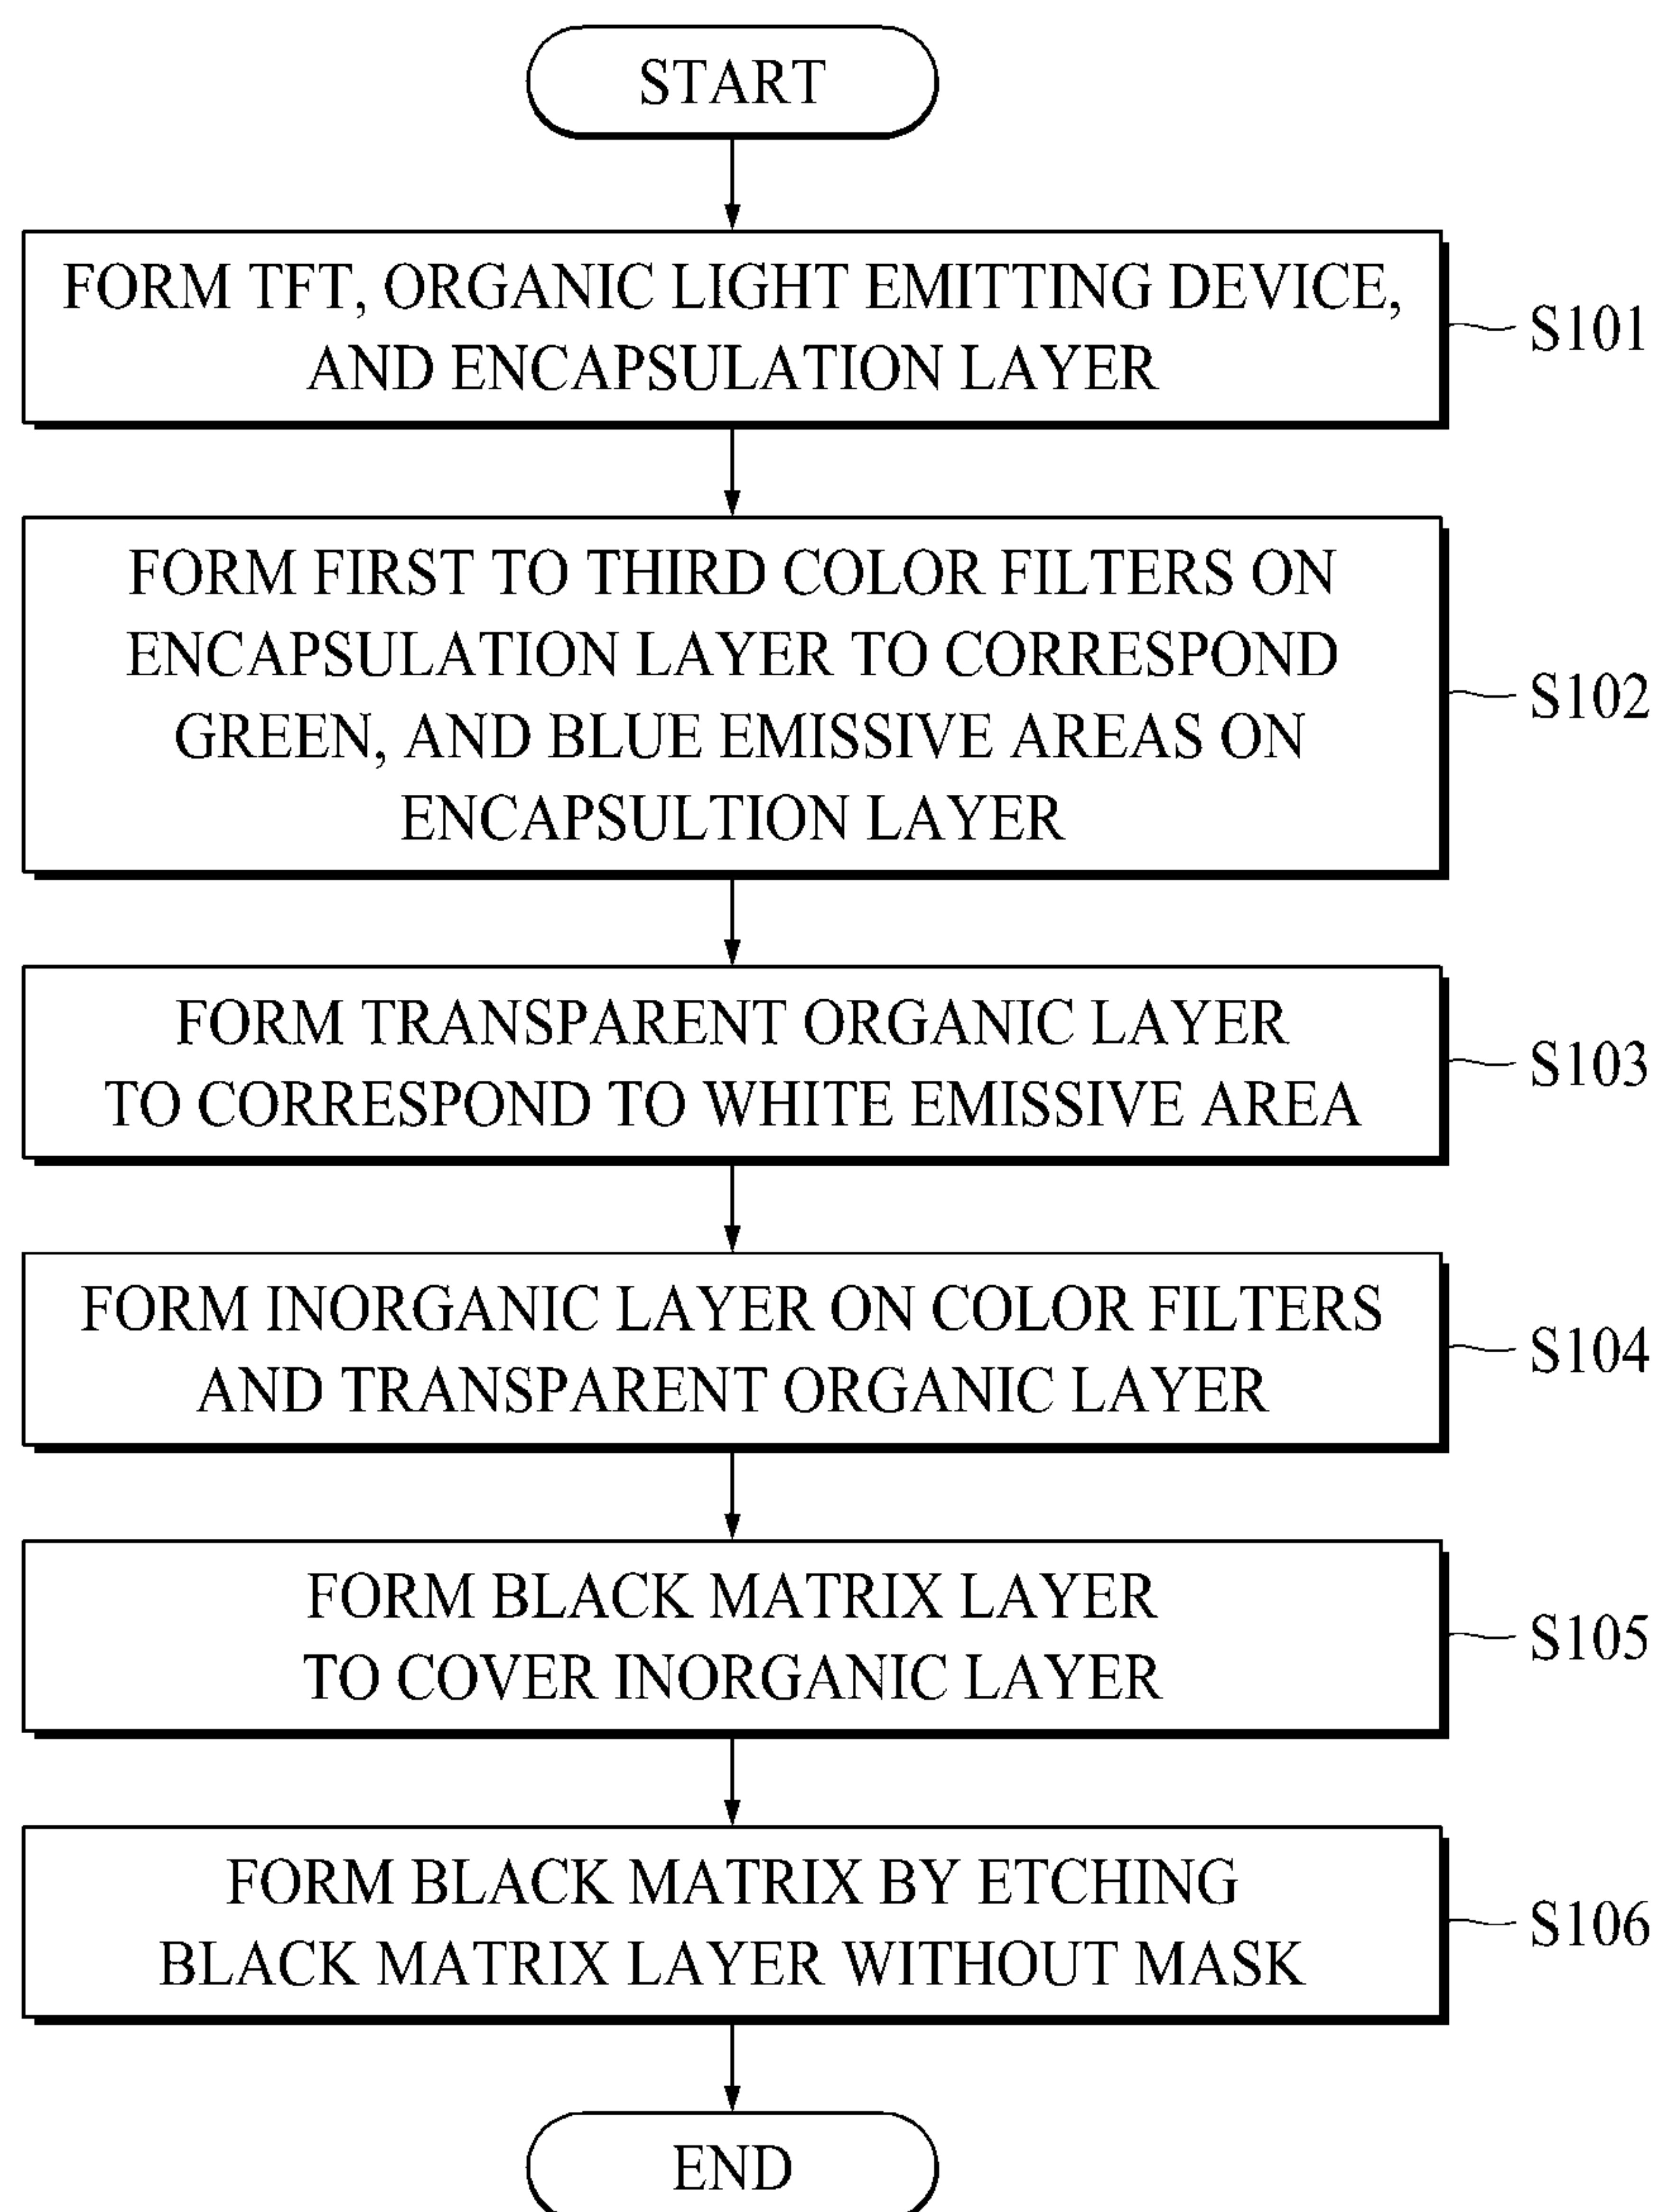 START
FORM TFT, ORGANIC LIGHT EMITTING DEVICE,
AND ENCAPSULATION LAYER
S101
FORM FIRST TO THIRD COLOR FILTERS ON
ENCAPSULATION LAYER TO CORRESPOND
GREEN, AND BLUE EMISSIVE AREAS ON
ENCAPSULTION LAYER
S102
FORM TRANSPARENT ORGANIC LAYER
TO CORRESPOND TO WHITE EMISSIVE AREA
S103
FORM INORGANIC LAYER ON COLOR FILTERS
AND TRANSPARENT ORGANIC LAYER
S104
FORM BLACK MATRIX LAYER
TO COVER INORGANIC LAYER
S105
FORM BLACK MATRIX BY ETCHING
BLACK MATRIX LAYER WITHOUT MASK
S106
END